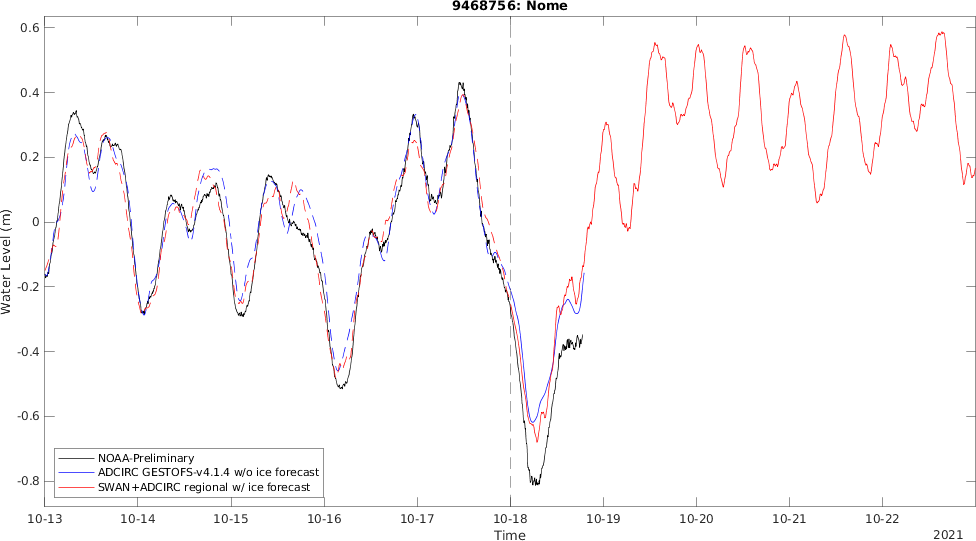 9468756: Nome
Water Level (m)
0.6
0.4
0.2
0
-0.2
-0.4
-0.6
-0.8
NOAA-Preliminary
ADCIRC GESTOFS-v4.1.4 w/o ice forecast
SWAN+ADCIRC regional w/ ice forecast
10-13 10-14 10-15 10-16 10-17 10-18 10-19 10-20 10-21 10-22
Time
2021